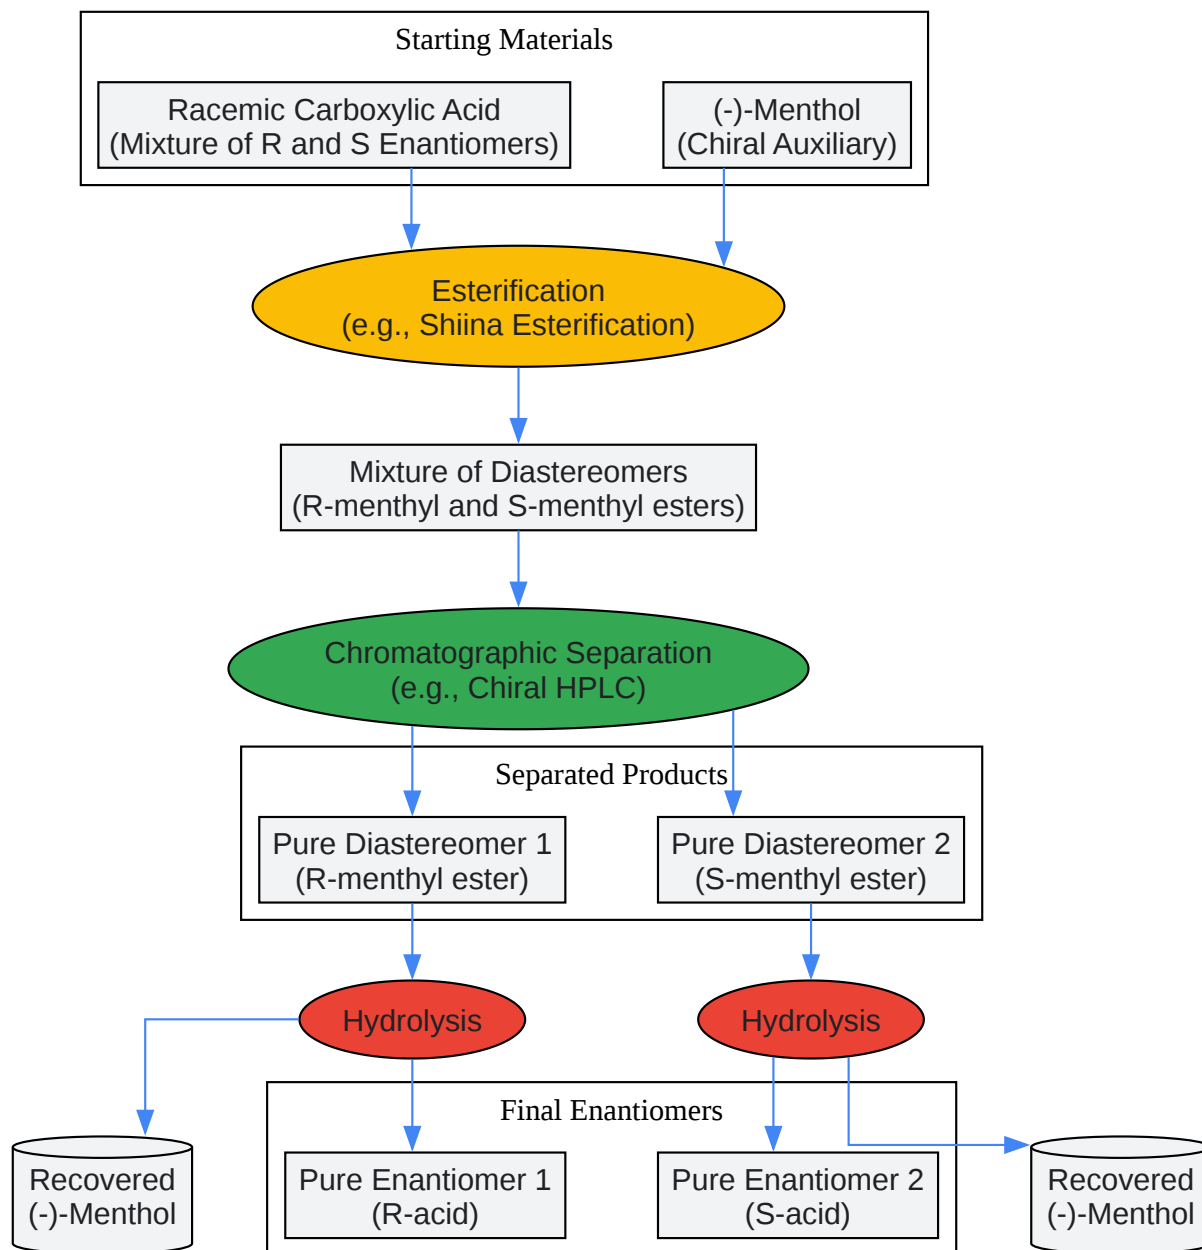 Starting Materials
Racemic Carboxylic Acid
(Mixture of R and S Enantiomers)
(-)-Menthol
(Chiral Auxiliary)
Esterification
(e.g., Shiina Esterification)
Mixture of Diastereomers
(R-menthyl and S-menthyl esters)
Chromatographic Separation
(e.g., Chiral HPLC)
Separated Products
Pure Diastereomer 1
(R-menthyl ester)
Pure Diastereomer 2
(S-menthyl ester)
Hydrolysis
Hydrolysis
Final Enantiomers
Recovered
(-)-Menthol
Pure Enantiomer 1
(R-acid)
Pure Enantiomer 2
(S-acid)
Recovered
(-)-Menthol